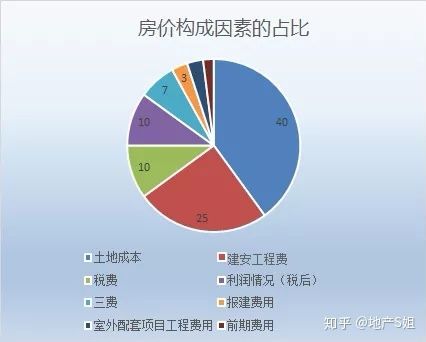 房价构成因素的占比
40
25
10
10
7
3
土地成本
建安工程费
税费
利润情况（税后）
三费
报建费用
室外配套项目工程费用
前期费用
知乎 @地产S姐